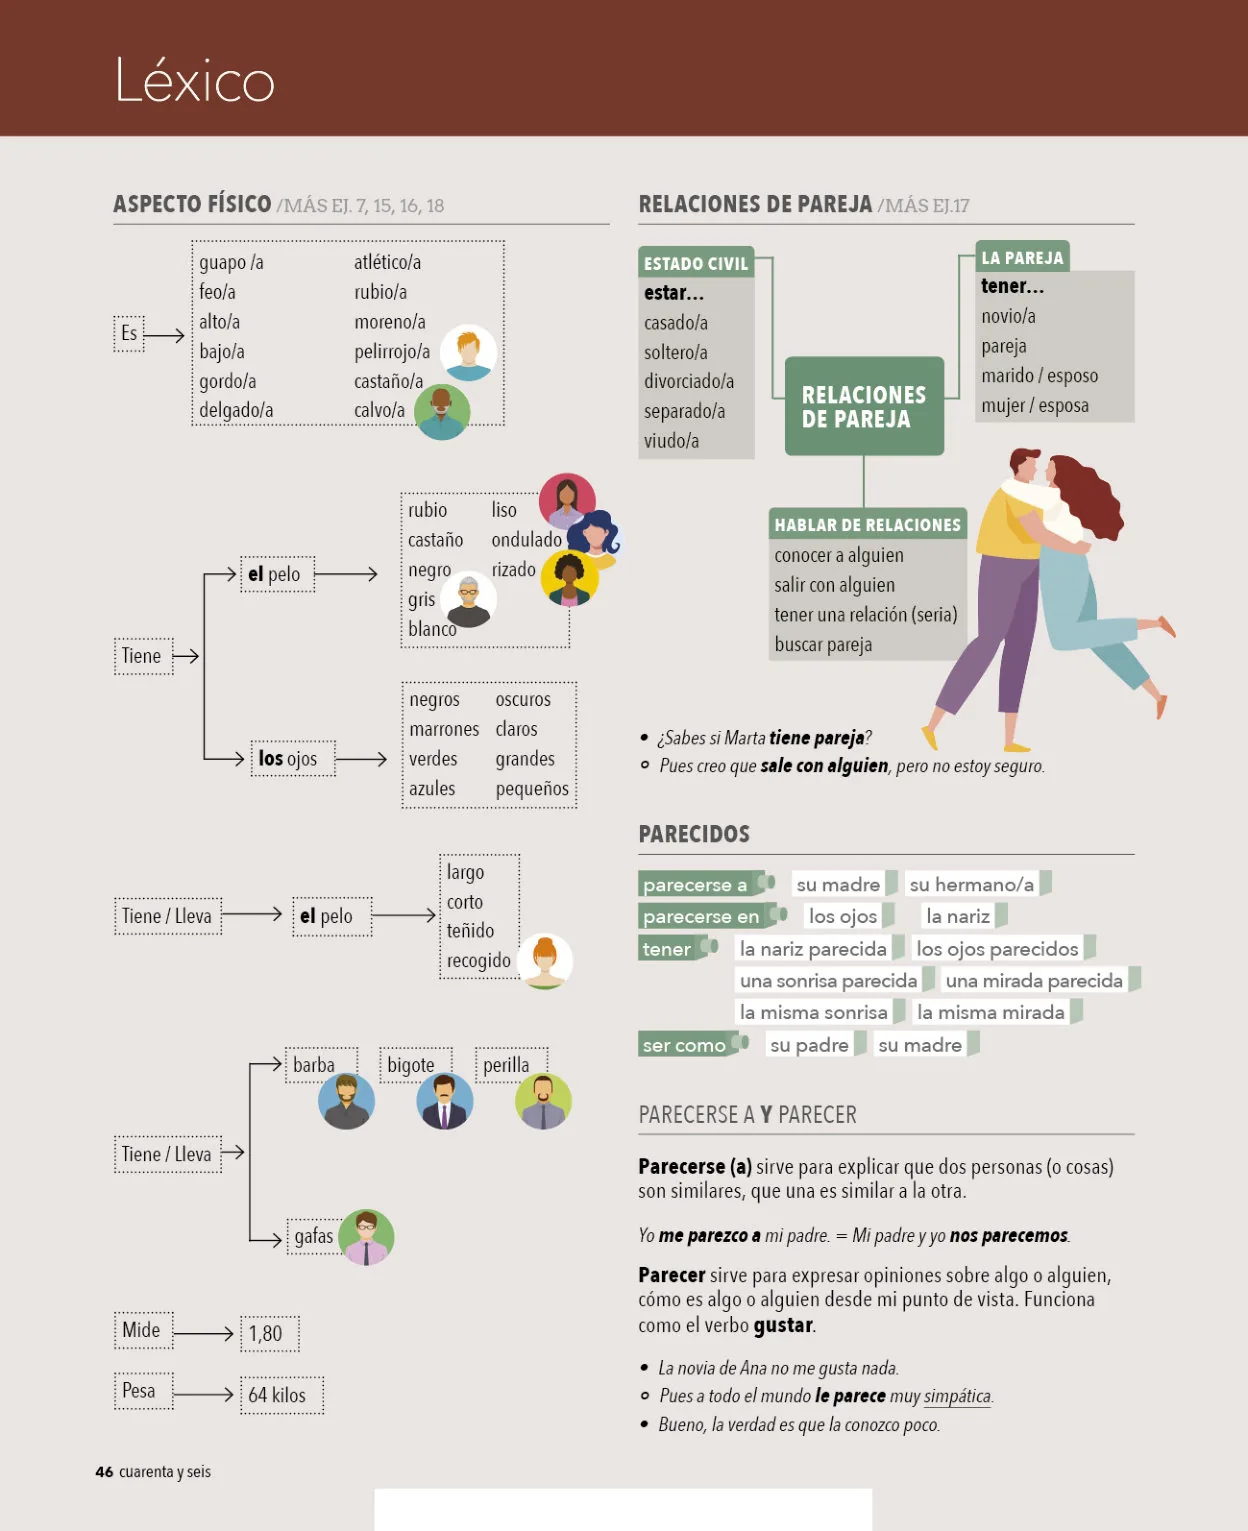 Léxico
ASPECTO FÍSICO /MÁS EJ. 7, 15, 16, 18
Es
guapo /a
feo/a
alto/a
bajo/a
gordo/a
delgado/a
atlético/a
rubio/a
moreno/a
pelirrojo/a
castaño/a
calvo/a
Tiene
el pelo
rubio
castaño
negro
gris
blanco
liso
ondulado
rizado
los ojos
negros
marrones
verdes
azules
oscuros
claros
grandes
pequeños
Tiene / Lleva
el pelo
largo
corto
teñido
recogido
Tiene / Lleva
barba
bigote
perilla
gafas
Mide
1,80
Pesa
64 kilos
RELACIONES DE PAREJA /MÁS EJ.17
ESTADO CIVIL
estar...
casado/a
soltero/a
divorciado/a
separado/a
viudo/a
RELACIONES
DE PAREJA
LA PAREJA
tener...
novio/a
pareja
marido / esposo
mujer / esposa
HABLAR DE RELACIONES
conocer a alguien
salir con alguien
tener una relación (seria)
buscar pareja
• ¿Sabes si Marta tiene pareja?
○ Pues creo que sale con alguien, pero no estoy seguro.
PARECIDOS
parecerse a su madre su hermano/a
parecerse en los ojos la nariz
tener la nariz parecida los ojos parecidos
una sonrisa parecida una mirada parecida
la misma sonrisa la misma mirada
ser como su padre su madre
PARECERSE A Y PARECER
Parecerse (a) sirve para explicar que dos personas (o cosas)
son similares, que una es similar a la otra.
Yo me parezco a mi padre. = Mi padre y yo nos parecemos.
Parecer sirve para expresar opiniones sobre algo o alguien,
cómo es algo o alguien desde mi punto de vista. Funciona
como el verbo gustar.
• La novia de Ana no me gusta nada.
○ Pues a todo el mundo le parece muy simpática.
• Bueno, la verdad es que la conozco poco.
46 cuarenta y seis